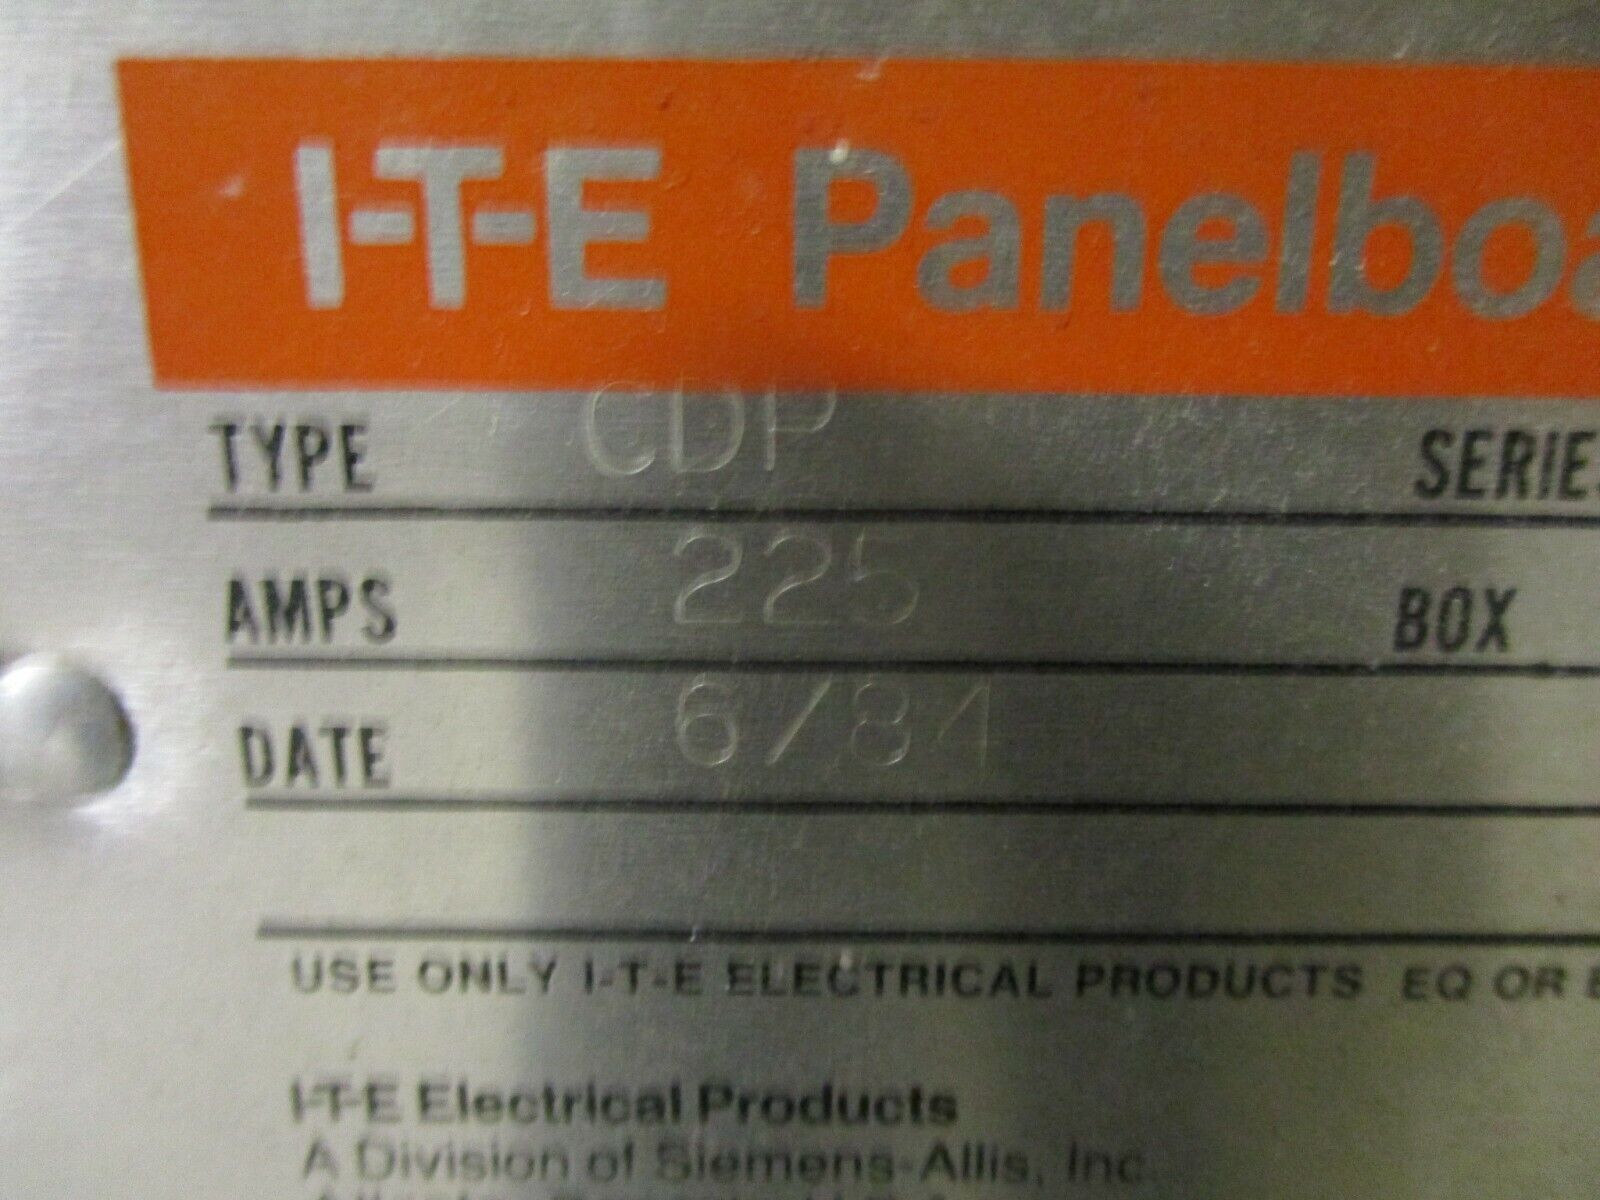 I-T-E Panelboa
TYPE CDP SERIES
AMPS 225 BOX
DATE 6/84
USE ONLY I-T-E ELECTRICAL PRODUCTS EQ OR
I-T-E Electrical Products
A Division of Siemens-Allis, Inc.